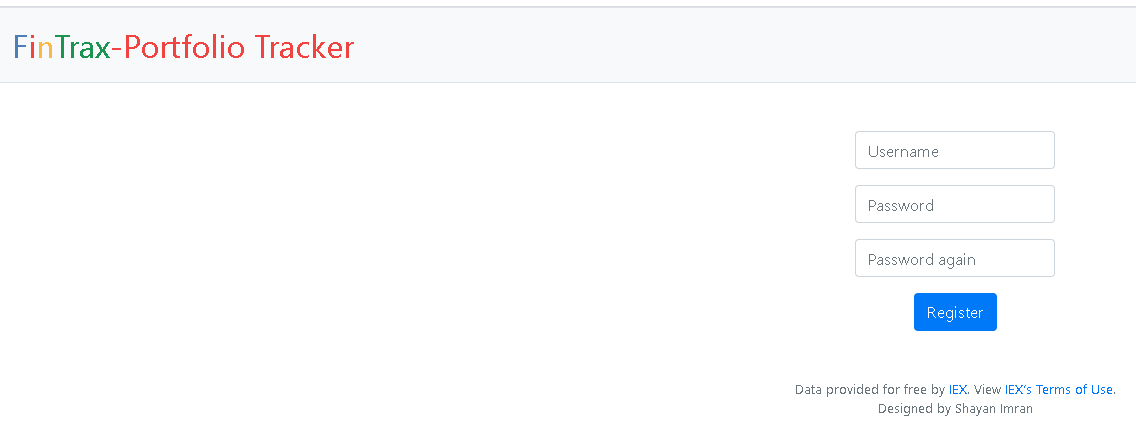 FinTrax-Portfolio Tracker
Username
Password
Password again
Register
Data provided for free by IEX. View IEX's Terms of Use.
Designed by Shayan Imran